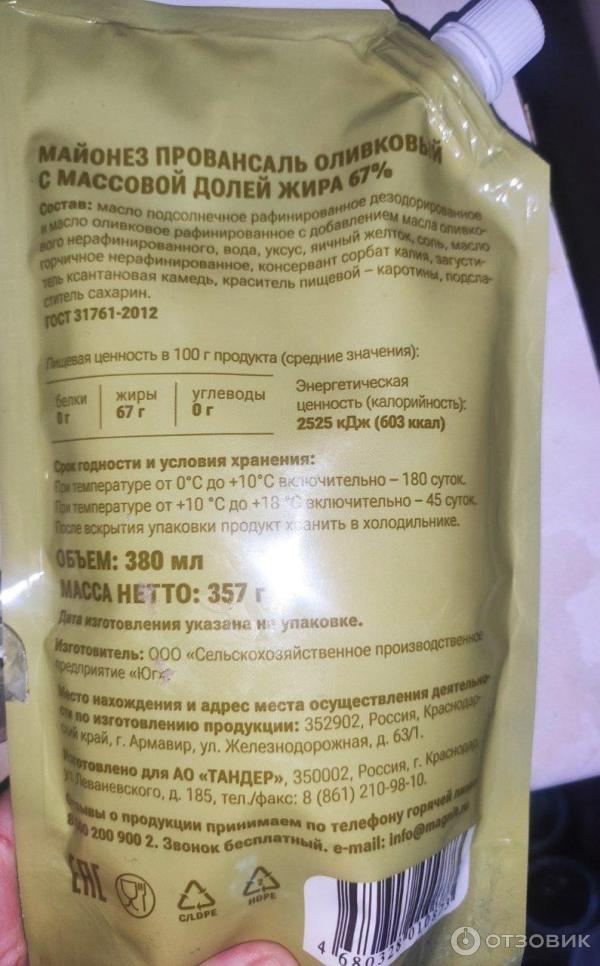 МАЙОНЕЗ ПРОВАНСАЛЬ ОЛИВКОВЫЙ
С МАССОВОЙ ДОЛЕЙ ЖИРА 67%
Состав: масло подсолнечное рафинированное дезодорированное
и масло оливковое рафинированное с добавлением масла оливко-
вого нерафинированного, вода, уксус, яичный желток, соль, масло
горчичное нерафинированное, консервант сорбат калия, загусти-
тель ксантановая камедь, краситель пищевой – каротины, подсла-
ститель сахарин.
ГОСТ 31761-2012
Пищевая ценность в 100 г продукта (средние значения):
белки жиры углеводы
0 г 67 г 0 г
Энергетическая
ценность (калорийность):
2525 кДж (603 ккал)
Срок годности и условия хранения:
При температуре от 0°С до +10°С включительно – 180 суток.
При температуре от +10 °С до +18 °С включительно – 45 суток.
После вскрытия упаковки продукт хранить в холодильнике.
ОБЪЕМ: 380 мл
МАССА НЕТТО: 357 г
Дата изготовления указана на упаковке.
Изготовитель: ООО «Сельскохозяйственное производственное
предприятие «Юг».
Место нахождения и адрес места осуществления деятельно-
сти по изготовлению продукции: 352902, Россия, Краснодар-
ский край, г. Армавир, ул. Железнодорожная, д. 63/1.
Изготовлено для АО «ТАНДЕР», 350002, Россия, г. Краснодар,
ул. Леваневского, д. 185, тел./факс: 8 (861) 210-98-10.
Отзывы о продукции принимаем по телефону горячей линии
8 200 900 2. Звонок бесплатный. e-mail: info@magnit.ru
ЕАС
C/LDPE
2
HDPE
4 680328
ОТЗОВИК